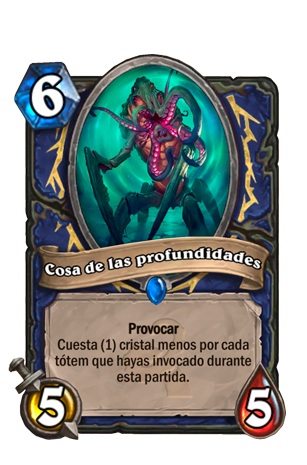 6
Cosa de las profundidades
Provocar
Cuesta (1) cristal menos por cada
tótem que hayas invocado durante
esta partida.
5
5